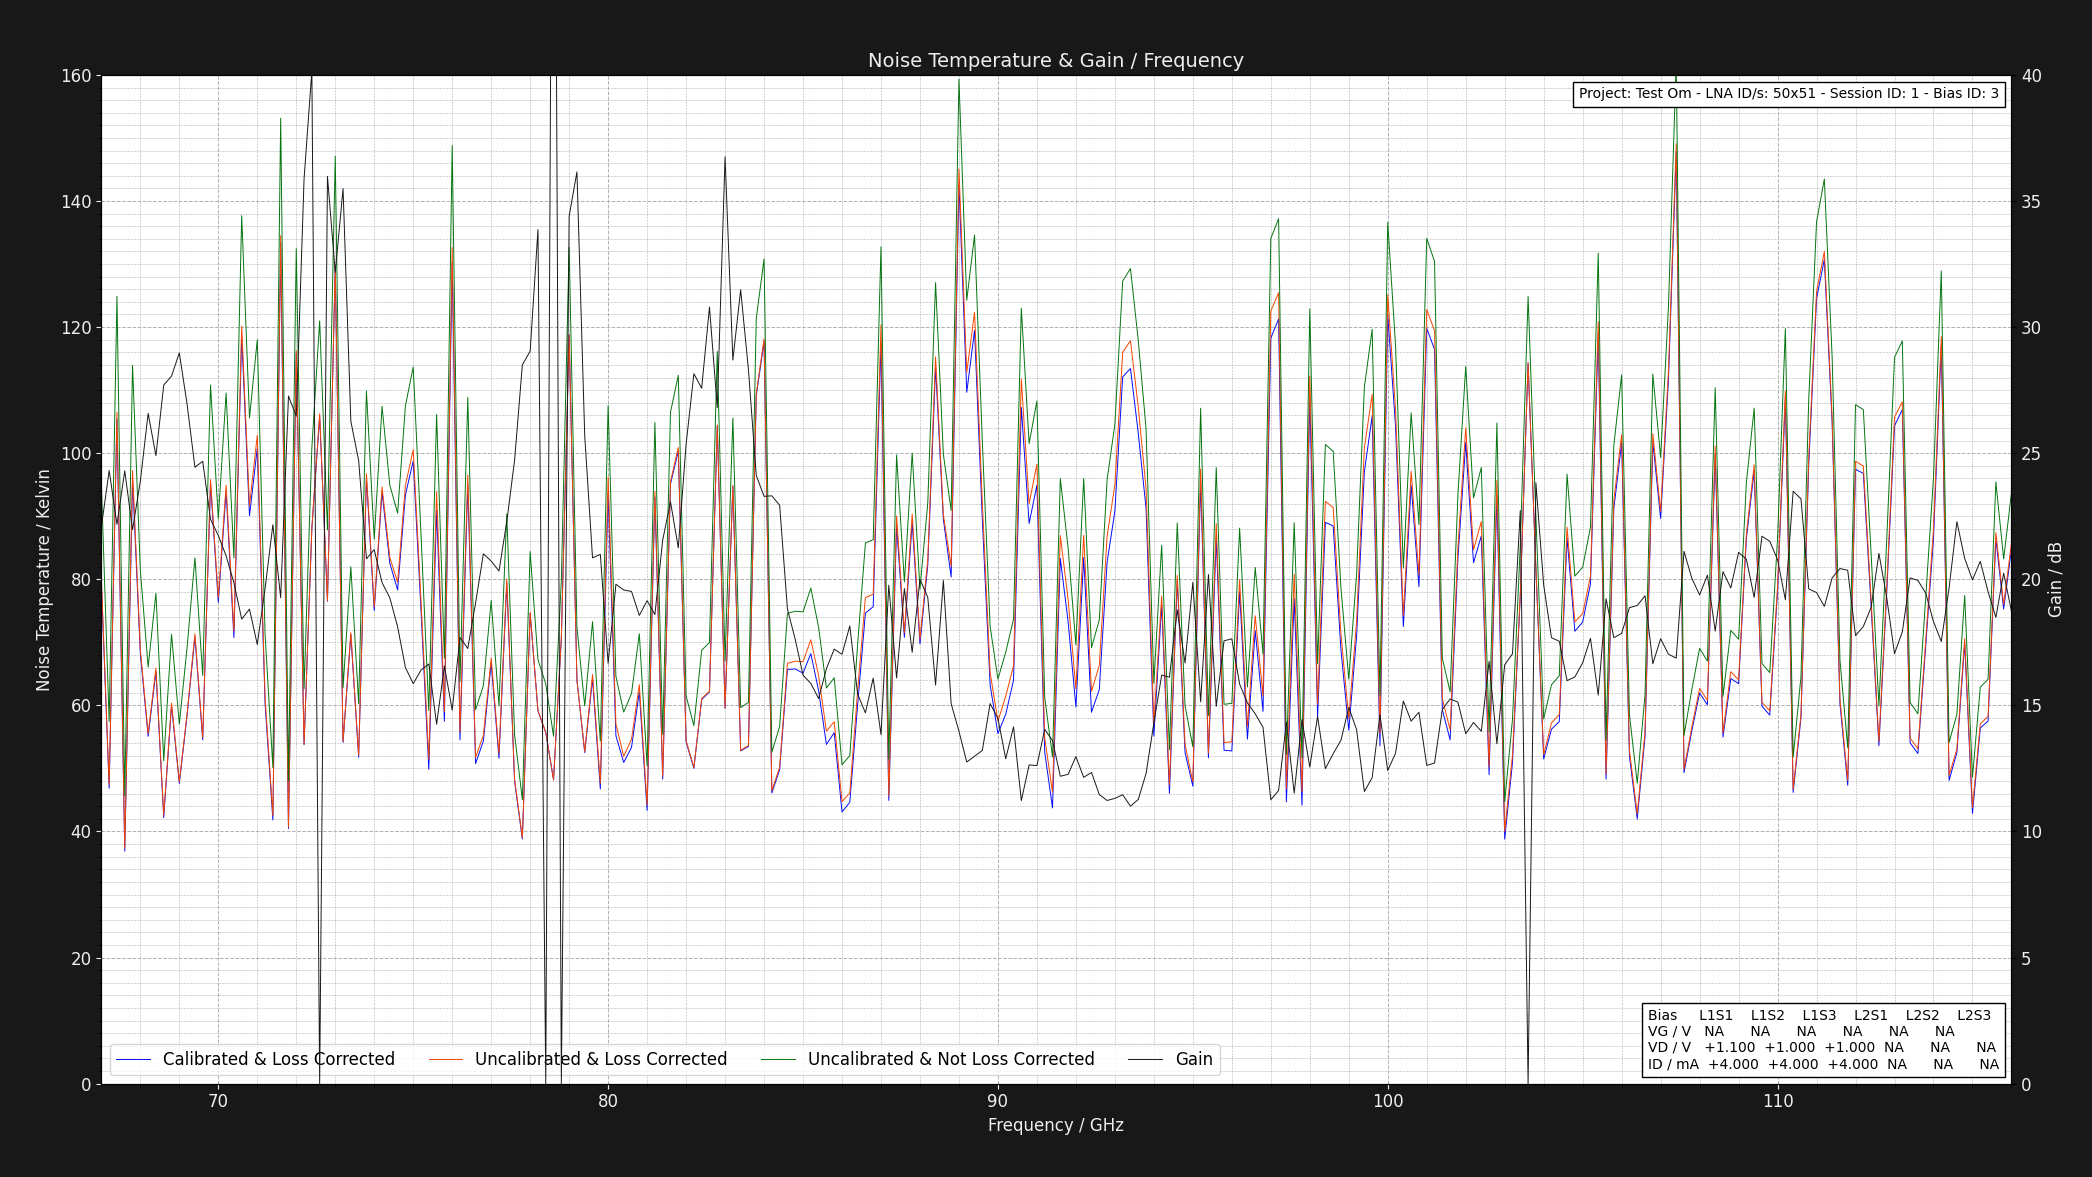 Noise Temperature & Gain / Frequency
Project: Test Om - LNA ID/s: 50x51 - Session ID: 1 - Bias ID: 3
Noise Temperature / Kelvin
160
140
120
100
80
60
40
20
0
40
35
30
25
20
15
10
5
0
Gain / dB
Calibrated & Loss Corrected Uncalibrated & Loss Corrected Uncalibrated & Not Loss Corrected Gain
Bias L1S1 L1S2 L1S3 L2S1 L2S2 L2S3
VG / V NA NA NA NA NA NA
VD / V +1.100 +1.000 +1.000 NA NA NA
ID / mA +4.000 +4.000 +4.000 NA NA NA
70 80 90 100 110
Frequency / GHz